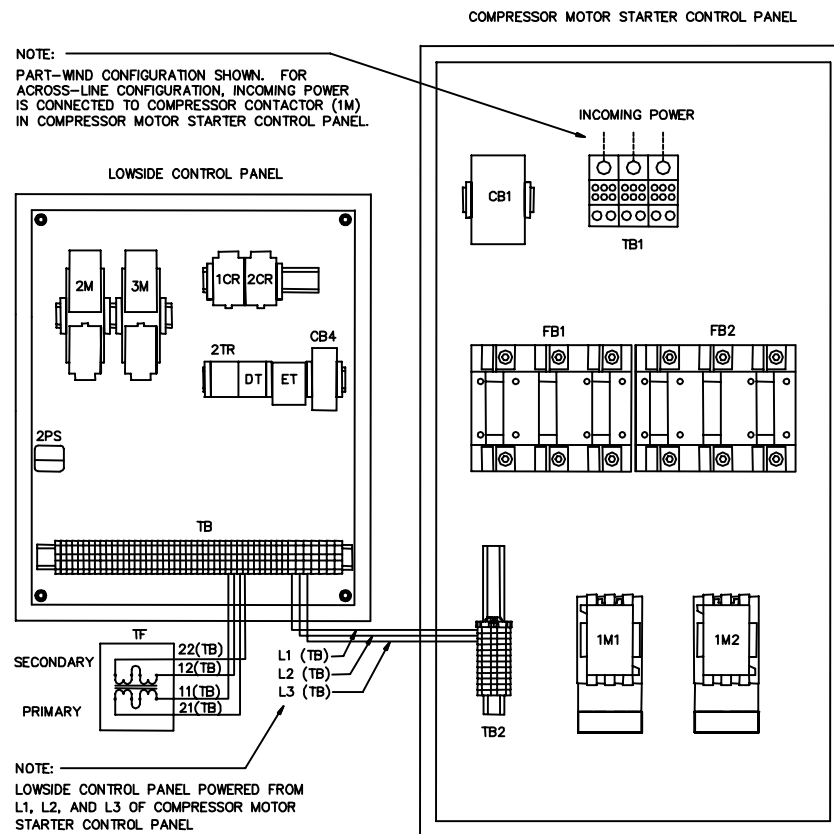 COMPRESSOR MOTOR STARTER CONTROL PANEL
NOTE:
PART-WIND CONFIGURATION SHOWN. FOR
ACROSS-LINE CONFIGURATION, INCOMING POWER
IS CONNECTED TO COMPRESSOR CONTACTOR (1M)
IN COMPRESSOR MOTOR STARTER CONTROL PANEL.
INCOMING POWER
LOWSIDE CONTROL PANEL
CB1
TB1
2M
3M
1CR
2CR
CB4
2TR
DT
ET
FB1
FB2
2PS
TB
TF
SECONDARY
22(TB)
12(TB)
11(TB)
21(TB)
PRIMARY
L1 (TB)
L2 (TB)
L3 (TB)
1M1
1M2
TB2
NOTE:
LOWSIDE CONTROL PANEL POWERED FROM
L1, L2, AND L3 OF COMPRESSOR MOTOR
STARTER CONTROL PANEL